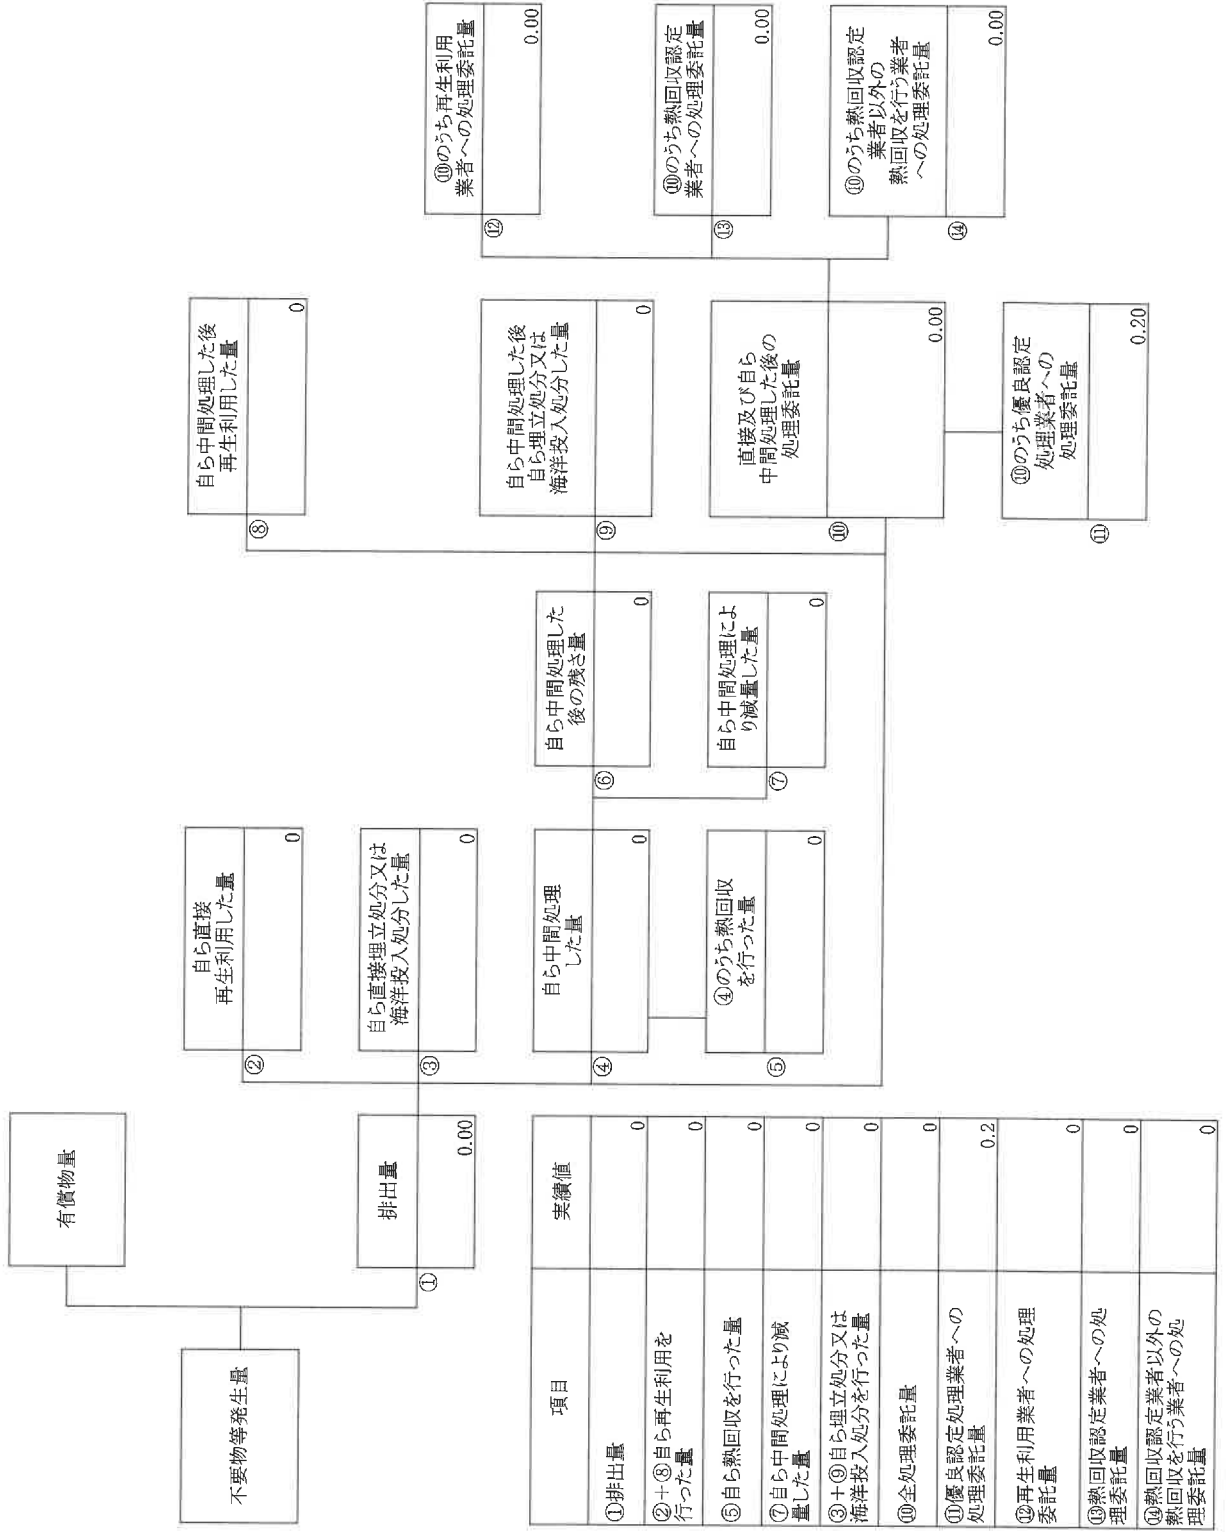 不要物等発生量
有償物量
①
排出量
0.00
②
自ら直接
再生利用した量
0
③
自ら直接埋立処分又は
海洋投入処分した量
0
④
自ら中間処理
した量
0
⑤
④のうち熱回収
を行った量
0
⑥
自ら中間処理した
後の残さ量
0
⑦
自ら中間処理によ
り減量した量
0
⑧
自ら中間処理した後
再生利用した量
0
⑨
自ら中間処理した後
自ら埋立処分又は
海洋投入処分した量
0
⑩
直接及び自ら
中間処理した後の
処理委託量
0.00
⑪
⑩のうち優良認定
処理業者への
処理委託量
0.20
⑫
⑩のうち再生利用
業者への処理委託量
0.00
⑬
⑩のうち熱回収認定
業者への処理委託量
0.00
⑭
⑩のうち熱回収認定
業者以外の
熱回収を行う業者
への処理委託量
0.00
項目 実績値
①排出量 0
②+⑧自ら再生利用を
行った量 0
⑤自ら熱回収を行った量 0
⑦自ら中間処理により減
量した量 0
③+⑨自ら埋立処分又は
海洋投入処分を行った量 0
⑩全処理委託量 0
⑪優良認定処理業者への
処理委託量 0.2
⑫再生利用業者への処理
委託量 0
⑬熱回収認定業者への処
理委託量 0
⑭熱回収認定業者以外の
熱回収を行う業者への処
理委託量 0